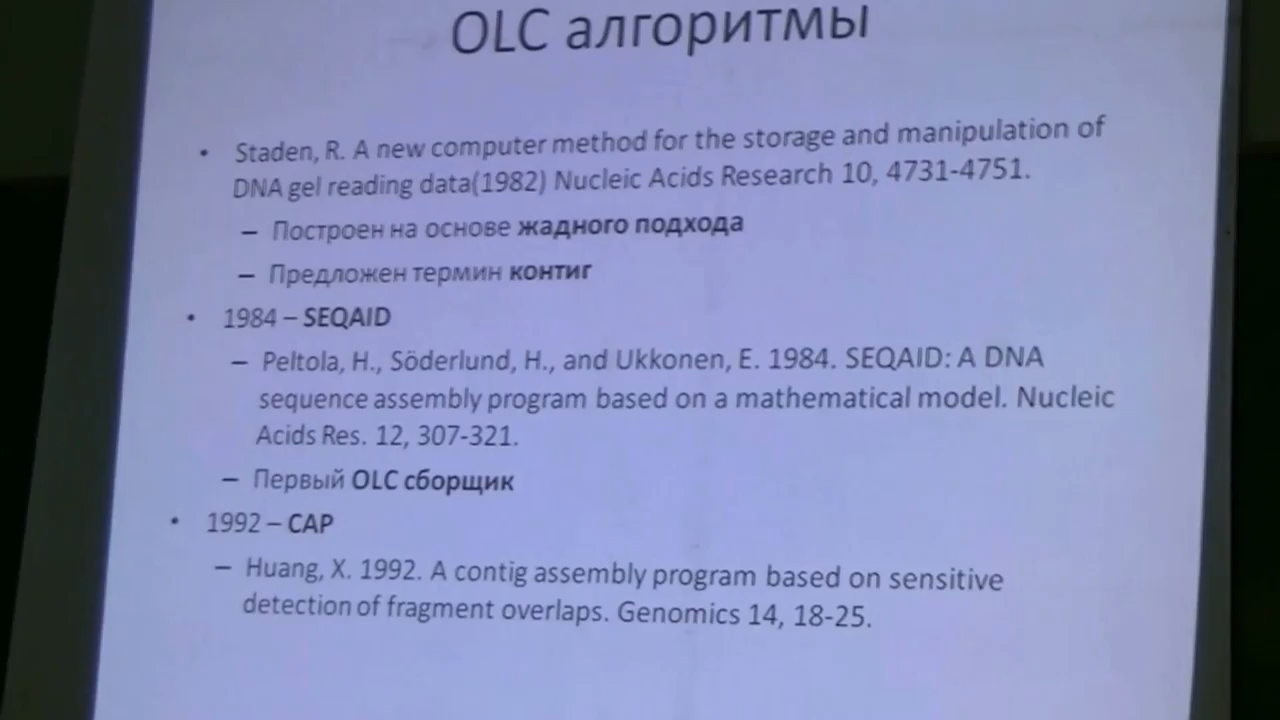 OLC алгоритмы
• Staden, R. A new computer method for the storage and manipulation of
DNA gel reading data(1982) Nucleic Acids Research 10, 4731-4751.
– Построен на основе жадного подхода
– Предложен термин контиг
• 1984 – SEQAID
– Peltola, H., Söderlund, H., and Ukkonen, E. 1984. SEQAID: A DNA
sequence assembly program based on a mathematical model. Nucleic
Acids Res. 12, 307-321.
– Первый OLC сборщик
• 1992 – CAP
– Huang, X. 1992. A contig assembly program based on sensitive
detection of fragment overlaps. Genomics 14, 18-25.